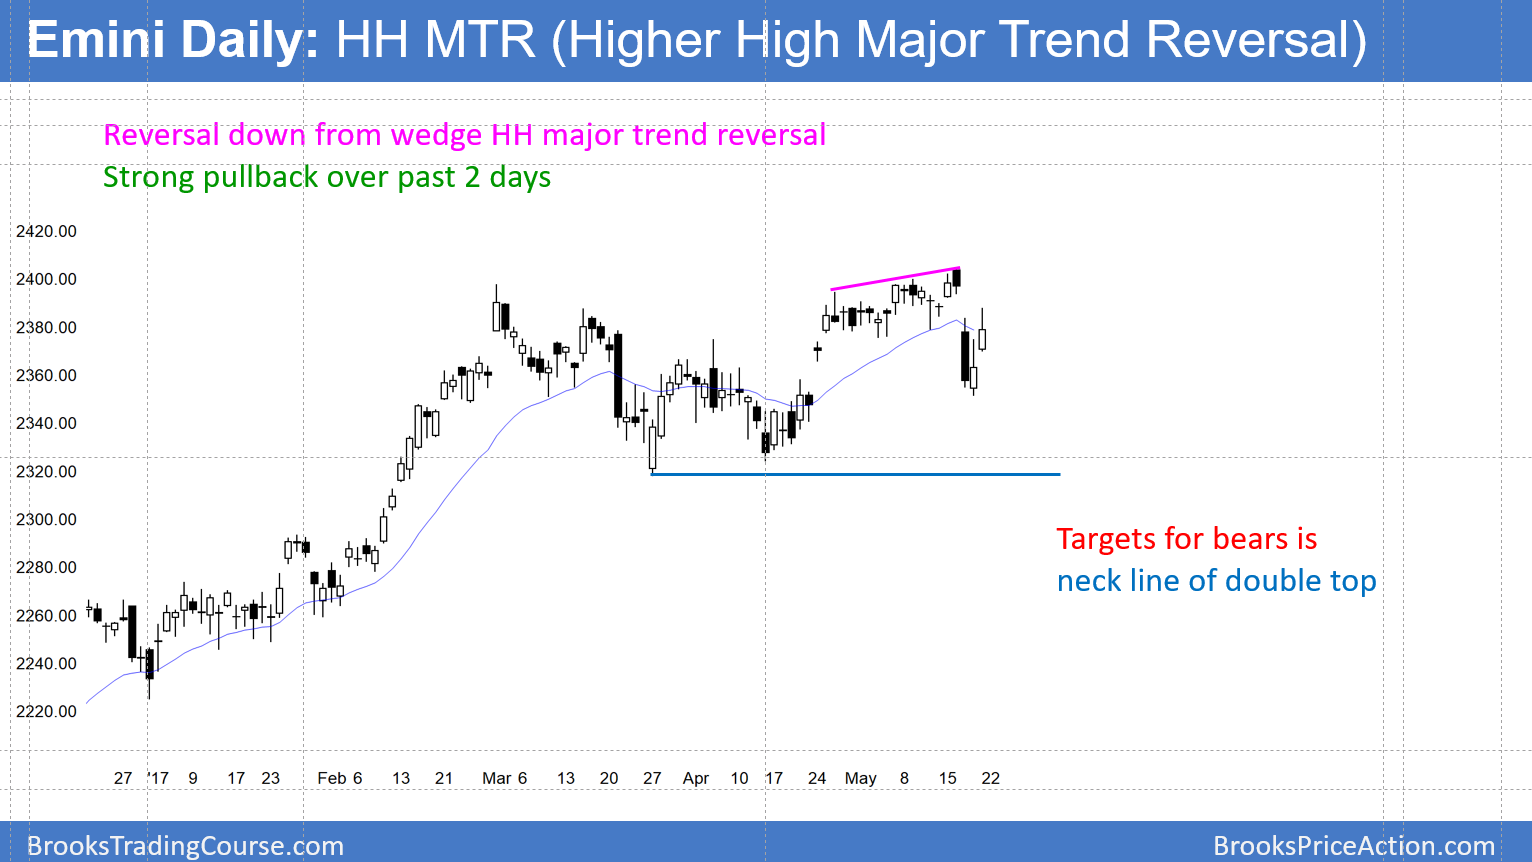 Emini Daily: HH MTR (Higher High Major Trend Reversal)
Reversal down from wedge HH major trend reversal
Strong pullback over past 2 days
2420.00
2400.00
2380.00
2360.00
2340.00
2320.00
2300.00
2280.00
2260.00
2240.00
2220.00
Targets for bears is
neck line of double top
27 '17 9 17 23 Feb 6 13 21 Mar 6 13 20 27 Apr 10 17 24 May 8 15 22
BrooksTradingCourse.com BrooksPriceAction.com